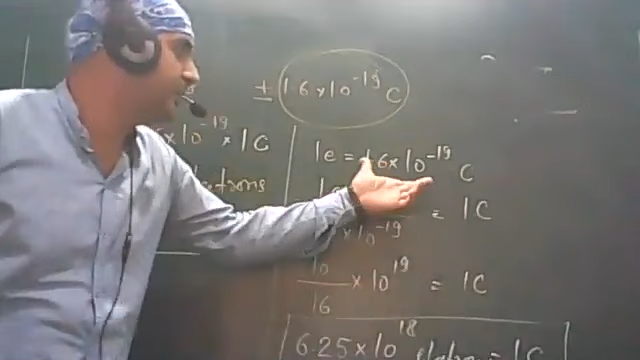 ± 1.6×10⁻¹⁹ C
×10⁻¹⁹ × 1C
1e = 1.6×10⁻¹⁹ C
×10⁻¹⁹ = 1C
10/16 ×10¹⁹ = 1C
6.25×10¹⁸ = 1C